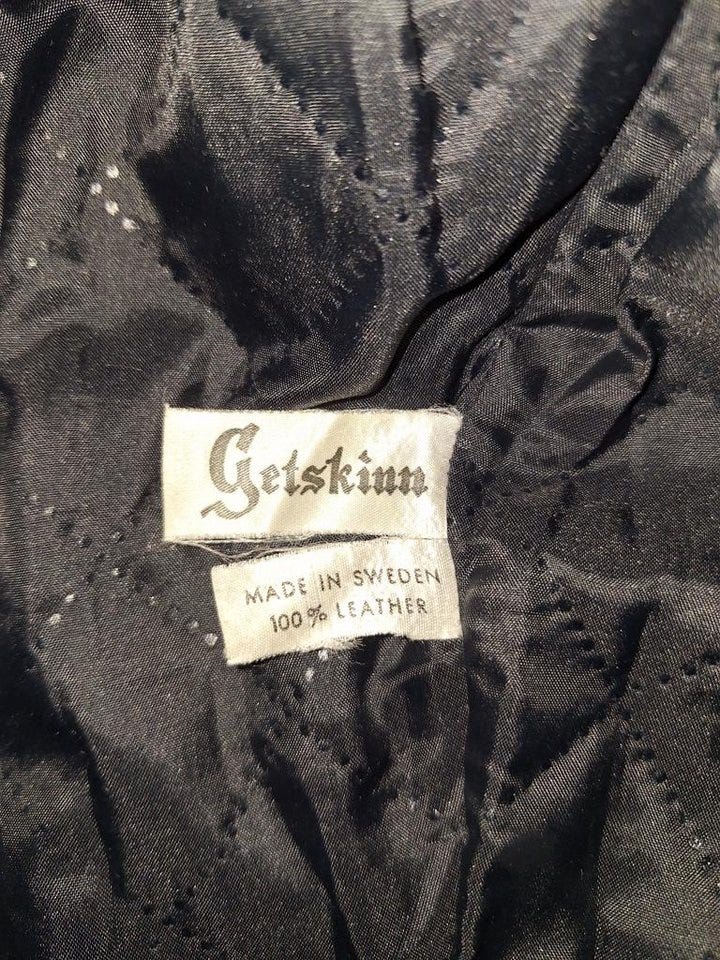 Getskinn
MADE IN SWEDEN
100% LEATHER